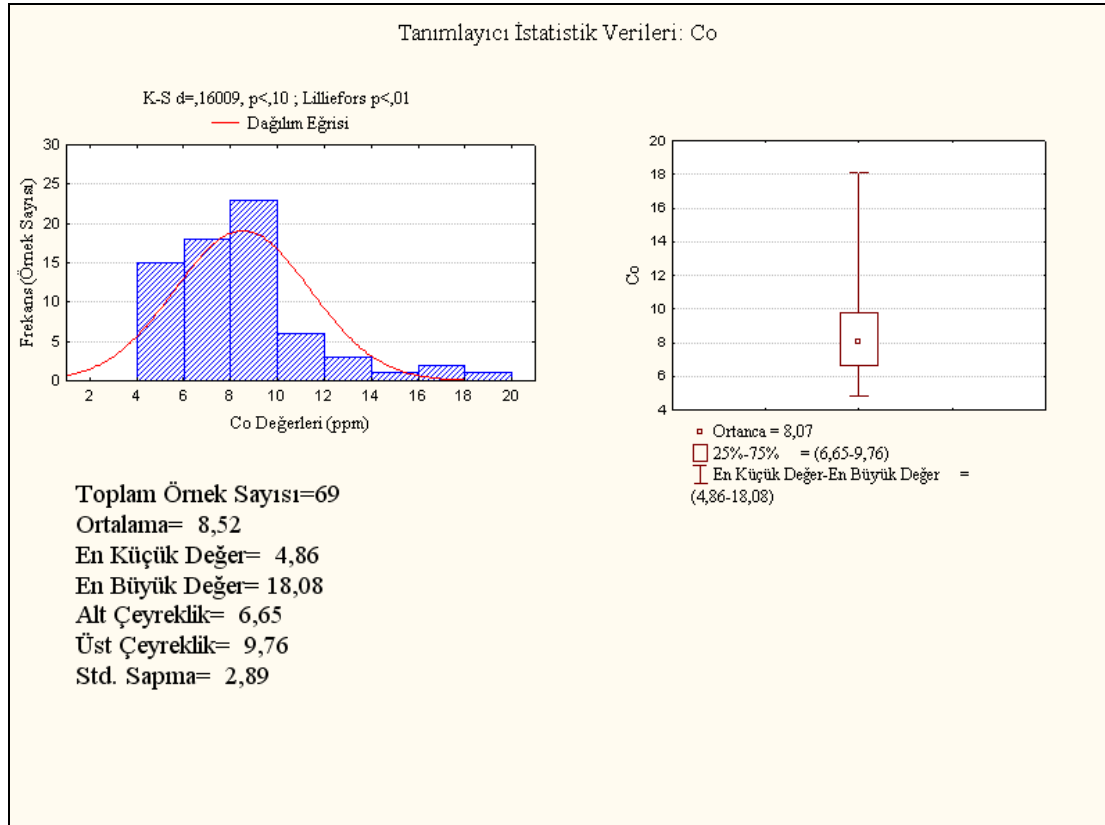 Tanımlayıcı İstatistik Verileri: Co
K-S d=,16009, p<,10 ; Lilliefors p<,01
Dağılım Eğrisi
30
25
20
15
10
5
0
Frekans (Örnek Sayısı)
2 4 6 8 10 12 14 16 18 20
Co Değerleri (ppm)
20
18
16
14
12
10
8
6
4
Co
Ortanca = 8,07
25%-75% = (6,65-9,76)
En Küçük Değer-En Büyük Değer =
(4,86-18,08)
Toplam Örnek Sayısı=69
Ortalama= 8,52
En Küçük Değer= 4,86
En Büyük Değer= 18,08
Alt Çeyreklik= 6,65
Üst Çeyreklik= 9,76
Std. Sapma= 2,89